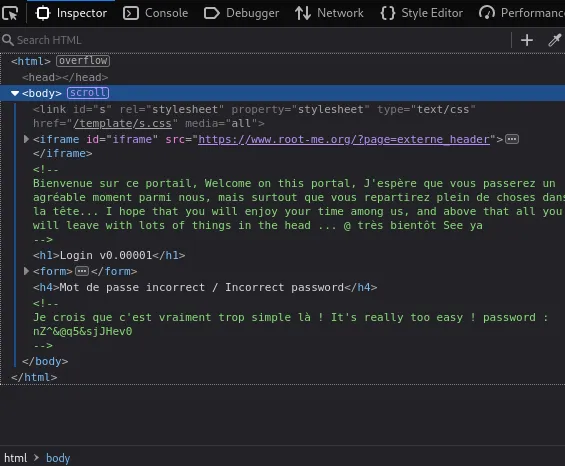 Inspector Console Debugger Network Style Editor Performanc
Search HTML
<html> overflow
<head></head>
<body> scroll
<link id="s" rel="stylesheet" property="stylesheet" type="text/css"
href="/template/s.css" media="all">
<iframe id="iframe" src="https://www.root-me.org/?page=externe_header">
</iframe>
<!--
Bienvenue sur ce portail, Welcome on this portal, J'espère que vous passerez un
agréable moment parmi nous, mais surtout que vous repartirez plein de choses dans
la tête... I hope that you will enjoy your time among us, and above that all you
will leave with lots of things in the head ... @ très bientôt See ya
-->
<h1>Login v0.00001</h1>
<form></form>
<h4>Mot de passe incorrect / Incorrect password</h4>
<!--
Je crois que c'est vraiment trop simple là ! It's really too easy ! password :
nZ^&@q5&sjJHev0
-->
</body>
</html>
html > body